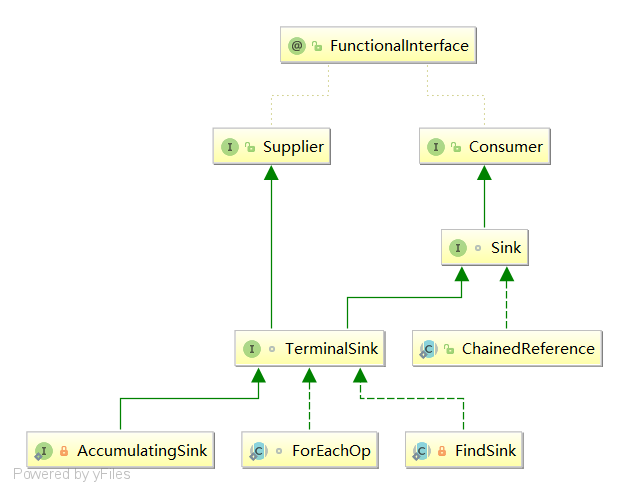 @ FunctionalInterface
I Supplier
I Consumer
I Sink
I TerminalSink
C ChainedReference
I AccumulatingSink
C ForEachOp
C FindSink
Powered by yFiles